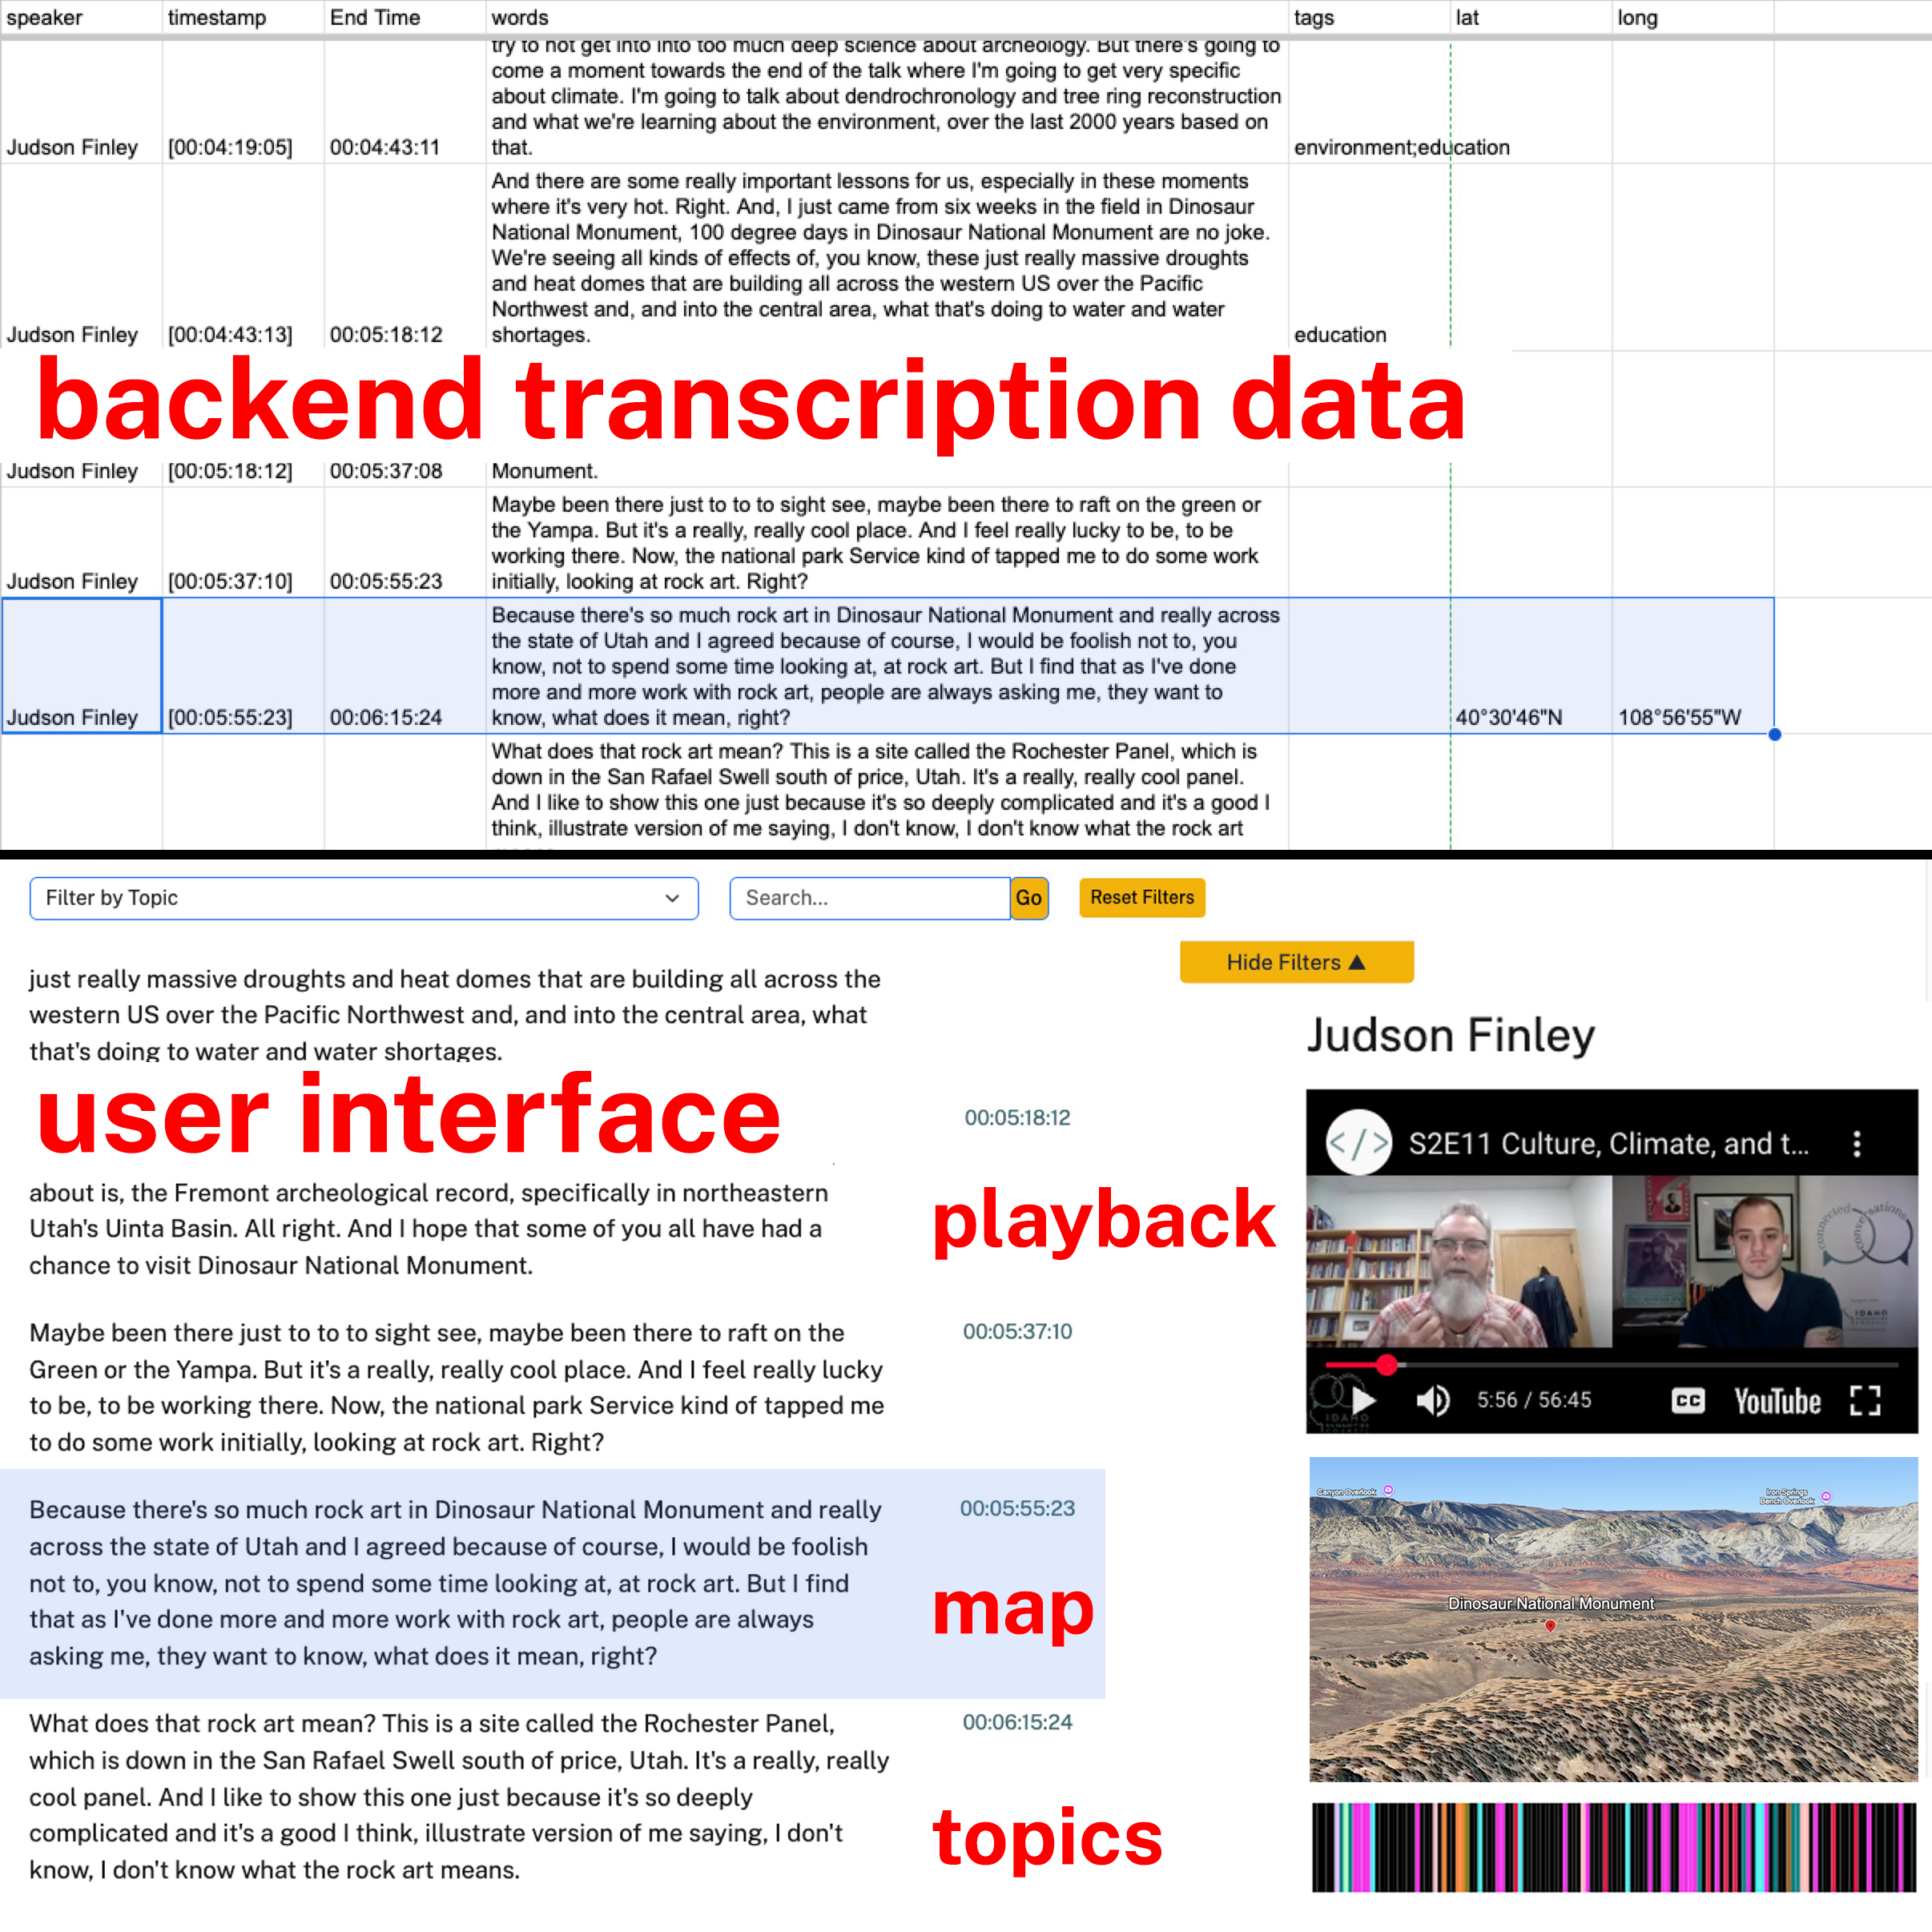 speaker timestamp End Time words tags lat long
try to not get into into too much deep science about archeology. But there's going to
come a moment towards the end of the talk where I'm going to get very specific
about climate. I'm going to talk about dendrochronology and tree ring reconstruction
and what we're learning about the environment, over the last 2000 years based on
Judson Finley [00:04:19:05] 00:04:43:11 that. environment;education
And there are some really important lessons for us, especially in these moments
where it's very hot. Right. And, I just came from six weeks in the field in Dinosaur
National Monument, 100 degree days in Dinosaur National Monument are no joke.
We're seeing all kinds of effects of, you know, these just really massive droughts
and heat domes that are building all across the western US over the Pacific
Northwest and, and into the central area, what that's doing to water and water
Judson Finley [00:04:43:13] 00:05:18:12 shortages. education
backend transcription data
Judson Finley [00:05:18:12] 00:05:37:08 Monument.
Maybe been there just to to to sight see, maybe been there to raft on the green or
the Yampa. But it's a really, really cool place. And I feel really lucky to be, to be
working there. Now, the national park Service kind of tapped me to do some work
Judson Finley [00:05:37:10] 00:05:55:23 initially, looking at rock art. Right?
Because there's so much rock art in Dinosaur National Monument and really across
the state of Utah and I agreed because of course, I would be foolish not to, you
know, not to spend some time looking at, at rock art. But I find that as I've done
more and more work with rock art, people are always asking me, they want to
Judson Finley [00:05:55:23] 00:06:15:24 know, what does it mean, right? 40°30'46"N 108°56'55"W
What does that rock art mean? This is a site called the Rochester Panel, which is
down in the San Rafael Swell south of price, Utah. It's a really, really cool panel.
And I like to show this one just because it's so deeply complicated and it's a good I
think, illustrate version of me saying, I don't know, I don't know what the rock art
Filter by Topic
Search...
Go
Reset Filters
Hide Filters ▲
just really massive droughts and heat domes that are building all across the
western US over the Pacific Northwest and, and into the central area, what
that's doing to water and water shortages.
user interface
00:05:18:12
about is, the Fremont archeological record, specifically in northeastern
Utah's Uinta Basin. All right. And I hope that some of you all have had a
chance to visit Dinosaur National Monument.
playback
Maybe been there just to to to sight see, maybe been there to raft on the
Green or the Yampa. But it's a really, really cool place. And I feel really lucky
to be, to be working there. Now, the national park Service kind of tapped me
to do some work initially, looking at rock art. Right?
00:05:37:10
Because there's so much rock art in Dinosaur National Monument and really
across the state of Utah and I agreed because of course, I would be foolish
not to, you know, not to spend some time looking at, at rock art. But I find
that as I've done more and more work with rock art, people are always
asking me, they want to know, what does it mean, right?
00:05:55:23
map
What does that rock art mean? This is a site called the Rochester Panel,
which is down in the San Rafael Swell south of price, Utah. It's a really, really
cool panel. And I like to show this one just because it's so deeply
complicated and it's a good I think, illustrate version of me saying, I don't
know, I don't know what the rock art means.
00:06:15:24
topics
Judson Finley
</> S2E11 Culture, Climate, and t...
connected conversations
IDAHO
IDAHO
5:56 / 56:45
CC YouTube
Canyon Overlook
Iron Springs
Bench Overlook
Dinosaur National Monument